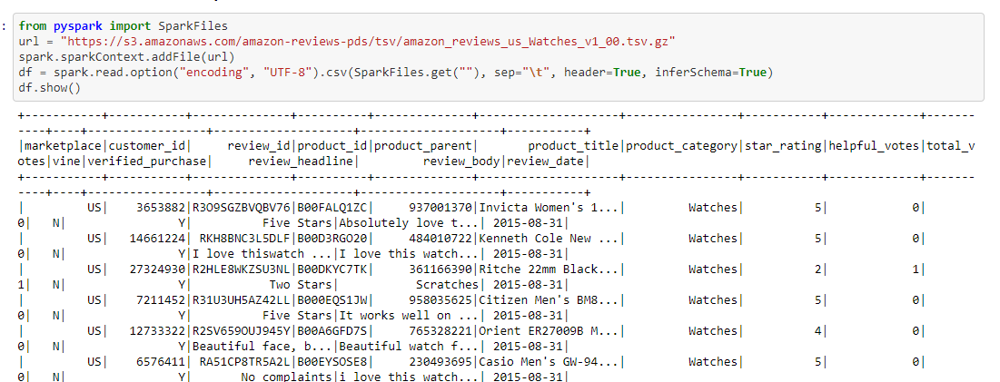 : from pyspark import SparkFiles
url = "https://s3.amazonaws.com/amazon-reviews-pds/tsv/amazon_reviews_us_Watches_v1_00.tsv.gz"
spark.sparkContext.addFile(url)
df = spark.read.option("encoding", "UTF-8").csv(SparkFiles.get(""), sep="\t", header=True, inferSchema=True)
df.show()
+-----------+-----------+--------------+----------+--------------+--------------------+----------------+-----------+-------------+-------
----+----+-----------------+--------------------+--------------------+-----------+
|marketplace|customer_id|     review_id|product_id|product_parent|       product_title|product_category|star_rating|helpful_votes|total_v
otes|vine|verified_purchase|     review_headline|         review_body|review_date|
+-----------+-----------+--------------+----------+--------------+--------------------+----------------+-----------+-------------+-------
----+----+-----------------+--------------------+--------------------+-----------+
|         US|    3653882|R3O9SGZBVQBV76|B00FALQ1ZC|     937001370|Invicta Women's 1...|         Watches|          5|            0|
0|   N|                Y|          Five Stars|Absolutely love t...| 2015-08-31|
|         US|   14661224| RKH8BNC3L5DLF|B00D3RGO20|     484010722|Kenneth Cole New ...|         Watches|          5|            0|
0|   N|                Y|I love thiswatch ...|I love this watch...| 2015-08-31|
|         US|   27324930|R2HLE8WKZSU3NL|B00DKYC7TK|     361166390|Ritche 22mm Black...|         Watches|          2|            1|
1|   N|                Y|           Two Stars|           Scratches| 2015-08-31|
|         US|    7211452|R31U3UH5AZ42LL|B000EQS1JW|     958035625|Citizen Men's BM8...|         Watches|          5|            0|
0|   N|                Y|          Five Stars|It works well on ...| 2015-08-31|
|         US|   12733322|R2SV659OUJ945Y|B00A6GFD7S|     765328221|Orient ER27009B M...|         Watches|          4|            0|
0|   N|                Y|Beautiful face, b...|Beautiful watch f...| 2015-08-31|
|         US|    6576411| RA51CP8TR5A2L|B00EYSOSE8|     230493695|Casio Men's GW-94...|         Watches|          5|            0|
0|   N|                Y|       No complaints|i love this watch...| 2015-08-31|